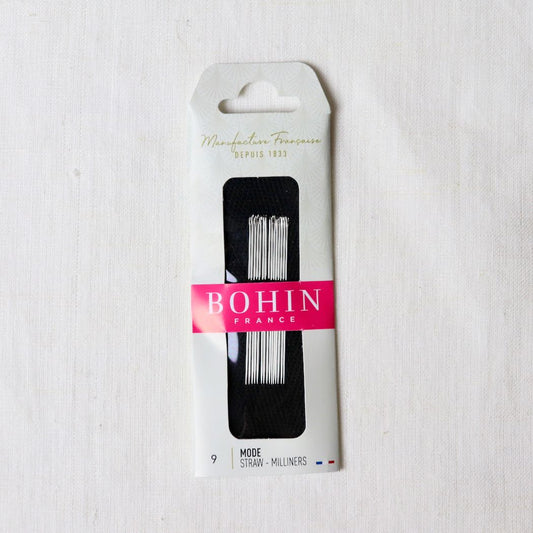 Manufacture Française
DEPUIS 1833
BOHIN
FRANCE
9
MODE
STRAW - MILLINERS